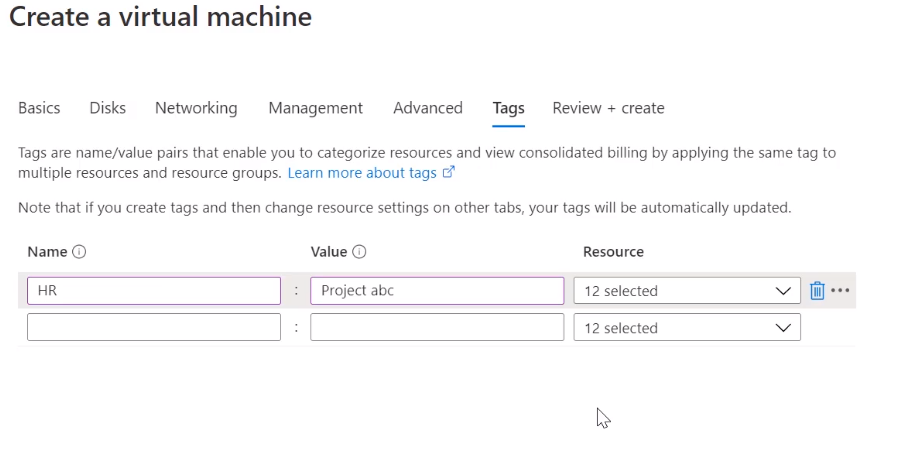 Create a virtual machine
Basics Disks Networking Management Advanced Tags Review + create
Tags are name/value pairs that enable you to categorize resources and view consolidated billing by applying the same tag to
multiple resources and resource groups. Learn more about tags
Note that if you create tags and then change resource settings on other tabs, your tags will be automatically updated.
Name Value Resource
HR : Project abc 12 selected
: 12 selected